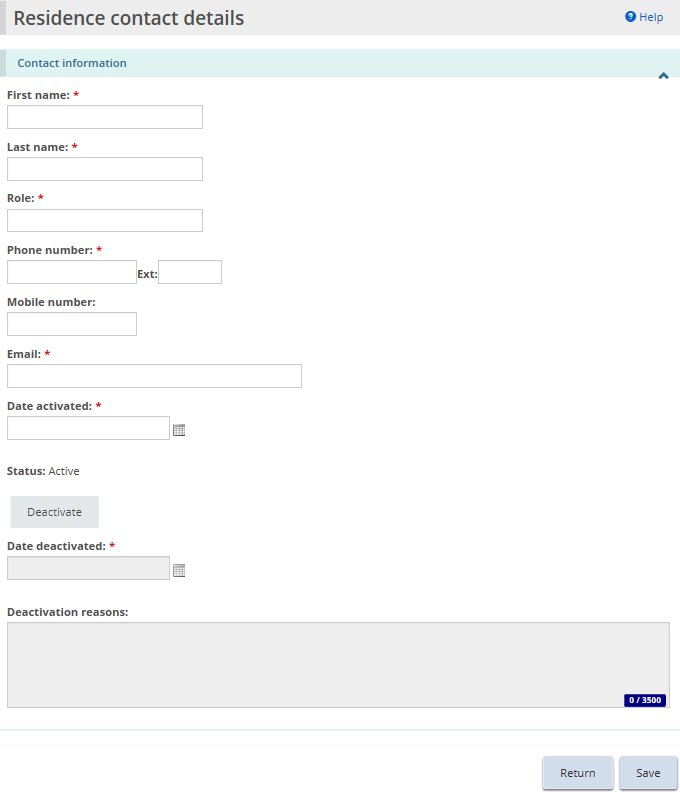 Residence contact details
Help
Contact information
First name: *
Last name: *
Role: *
Phone number: *
Ext:
Mobile number:
Email: *
Date activated: *
Status: Active
Deactivate
Date deactivated: *
Deactivation reasons:
0 / 3500
Return Save